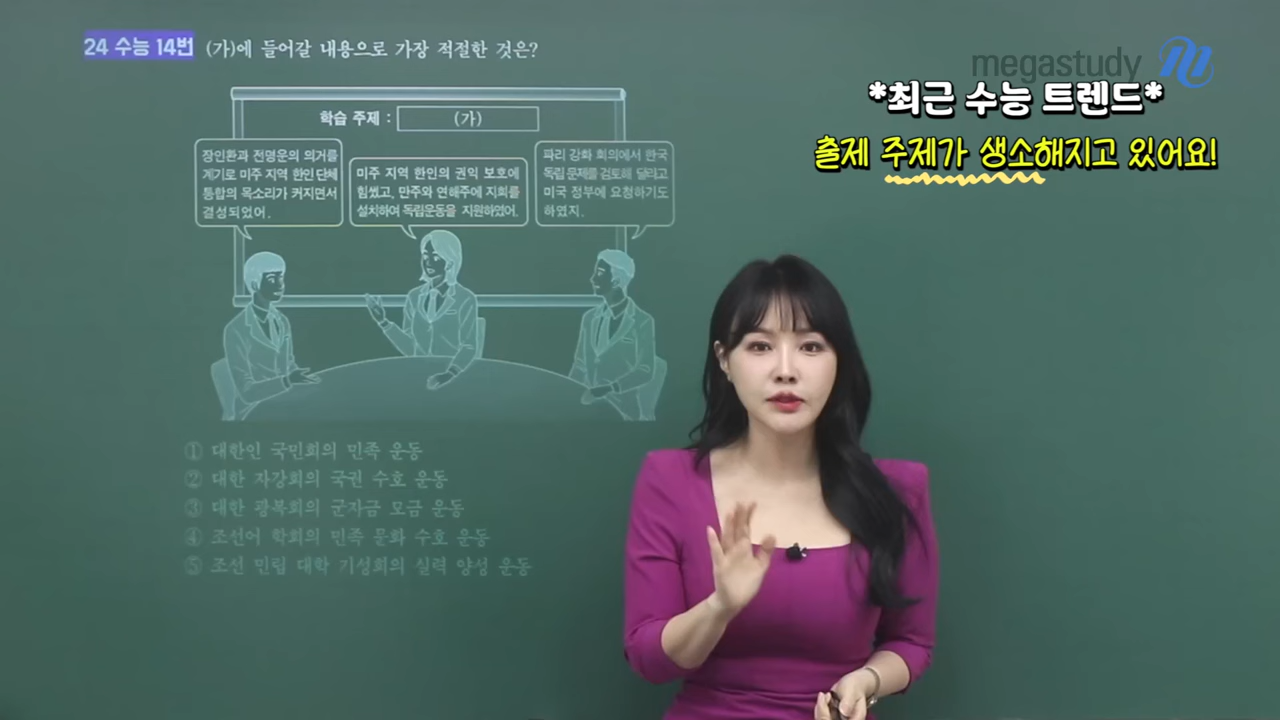 24 수능 14번 (가)에 들어갈 내용으로 가장 적절한 것은?
megastudy
*최근 수능 트렌드*
출제 주제가 생소해지고 있어요!
학습 주제 : (가)
장인환과 전명운의 의거를
계기로 미주 지역 한인 단체
통합의 목소리가 커지면서
결성되었어.
미주 지역 한인의 권익 보호에
힘썼고, 만주와 연해주에 지회를
설치하여 독립운동을 지원하였어.
파리 강화 회의에서 한국
독립 문제를 검토해 달라고
미국 정부에 요청하기도
하였지.
① 대한인 국민회의 민족 운동
② 대한 자강회의 국권 수호 운동
③ 대한 광복회의 군자금 모금 운동
④ 조선어 학회의 민족 문화 수호 운동
⑤ 조선 민립 대학 기성회의 실력 양성 운동